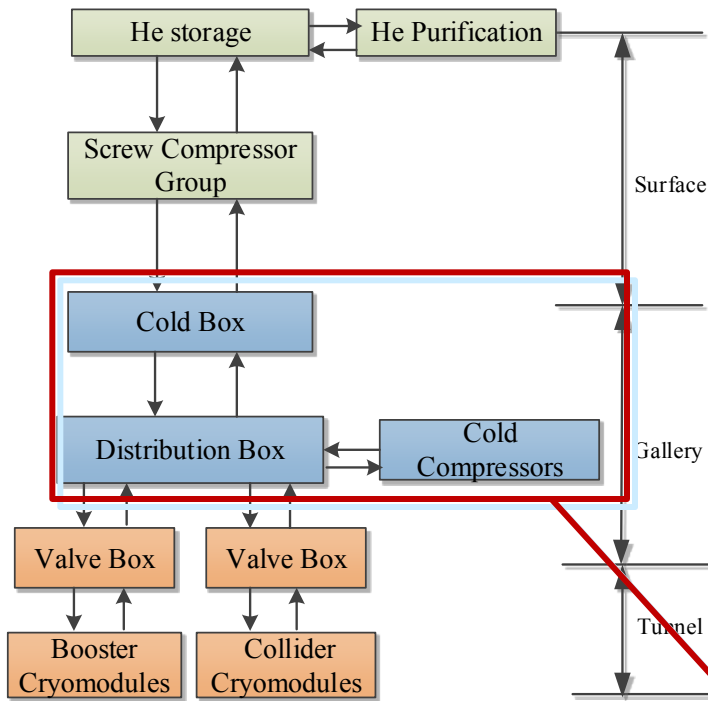 He storage
He Purification
Screw Compressor
Group
Surface
Cold Box
Distribution Box
Cold
Compressors
Gallery
Valve Box
Valve Box
Booster
Cryomodules
Collider
Cryomodules
Tunnel